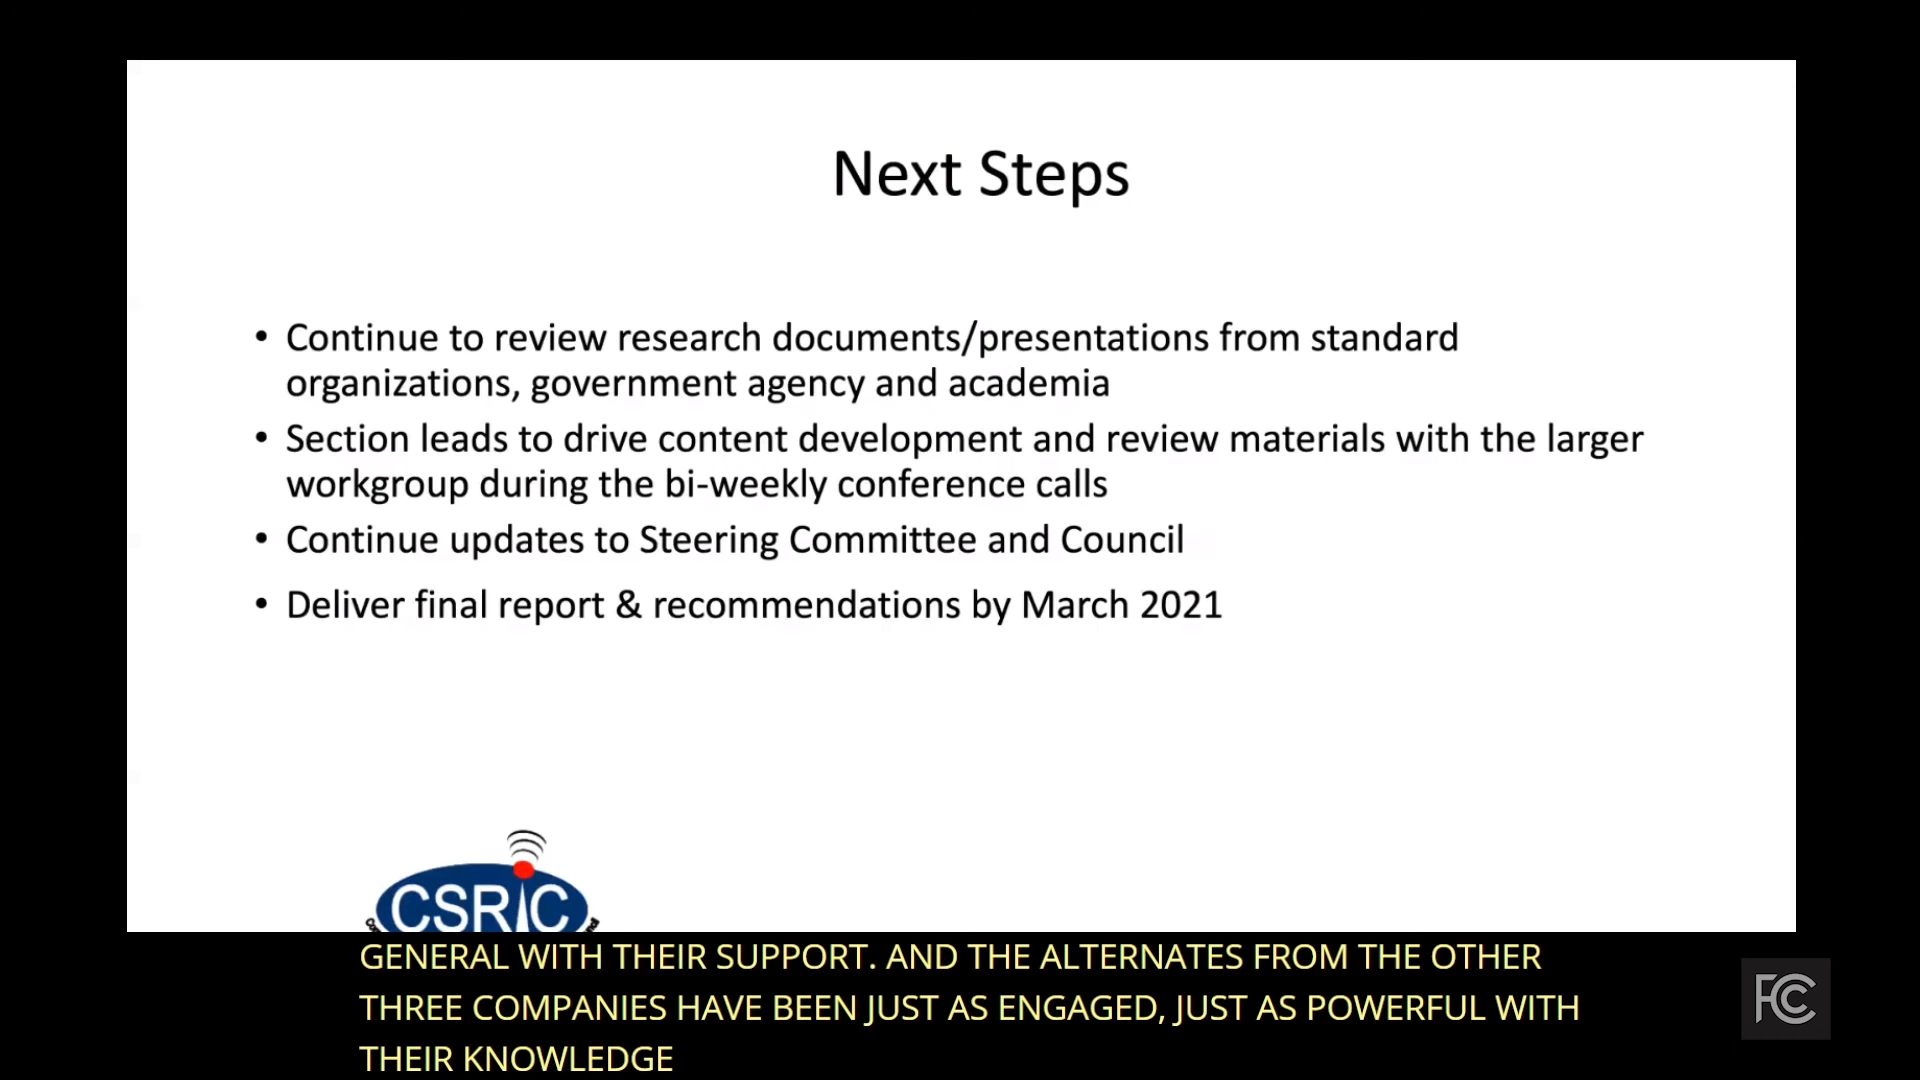 Next Steps
• Continue to review research documents/presentations from standard
organizations, government agency and academia
• Section leads to drive content development and review materials with the larger
workgroup during the bi-weekly conference calls
• Continue updates to Steering Committee and Council
• Deliver final report & recommendations by March 2021
CSRIC
GENERAL WITH THEIR SUPPORT. AND THE ALTERNATES FROM THE OTHER
THREE COMPANIES HAVE BEEN JUST AS ENGAGED, JUST AS POWERFUL WITH
THEIR KNOWLEDGE
FCC